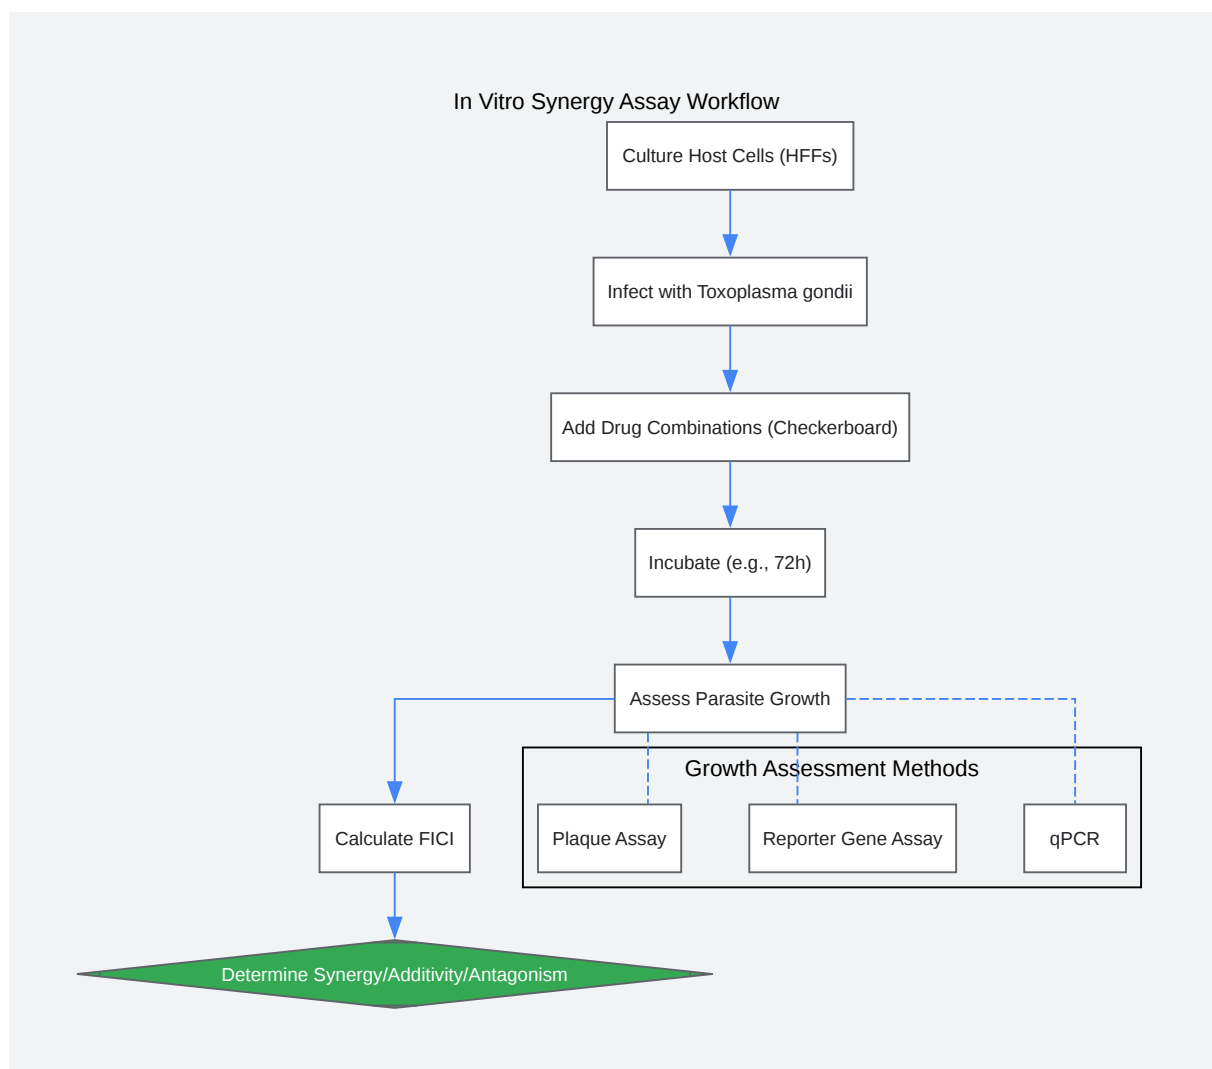 In Vitro Synergy Assay Workflow
Culture Host Cells (HFFs)
Infect with Toxoplasma gondii
Add Drug Combinations (Checkerboard)
Incubate (e.g., 72h)
Assess Parasite Growth
Growth Assessment Methods
Calculate FICI
Plaque Assay
Reporter Gene Assay
qPCR
Determine Synergy/Additivity/Antagonism